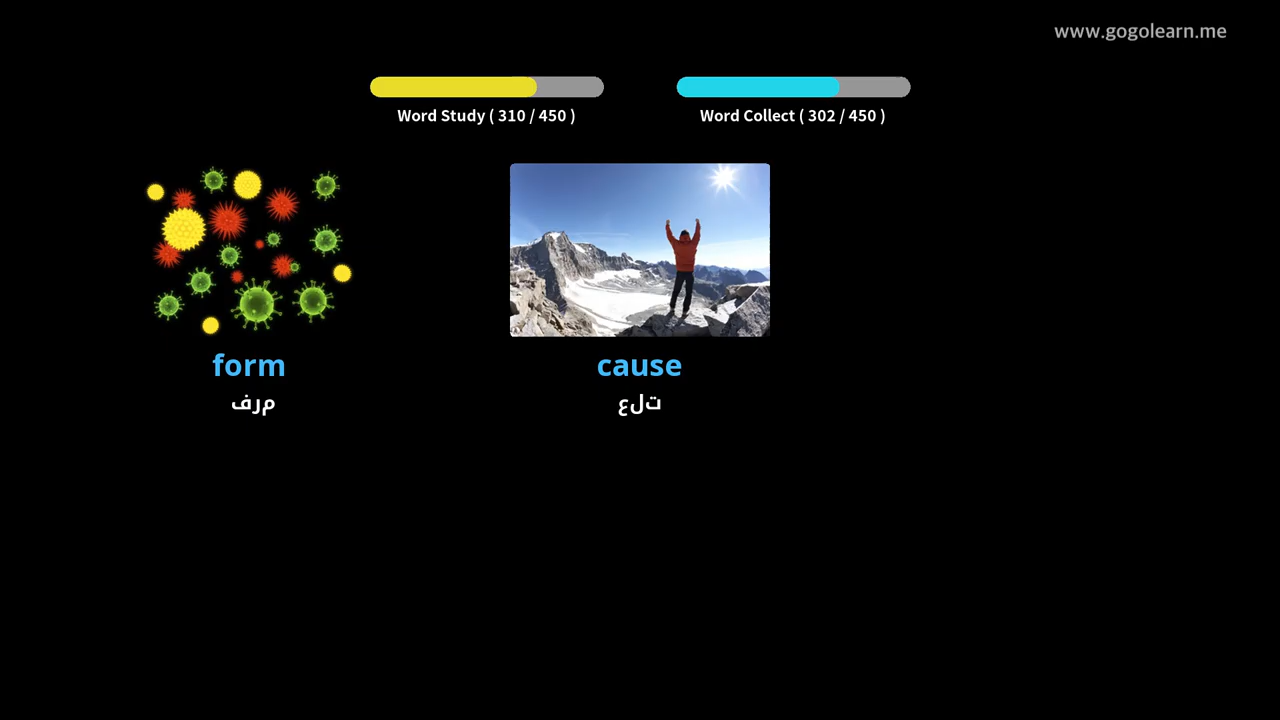 www.gogolearn.me
Word Study ( 310 / 450 )
Word Collect ( 302 / 450 )
form
مرف
cause
تلع